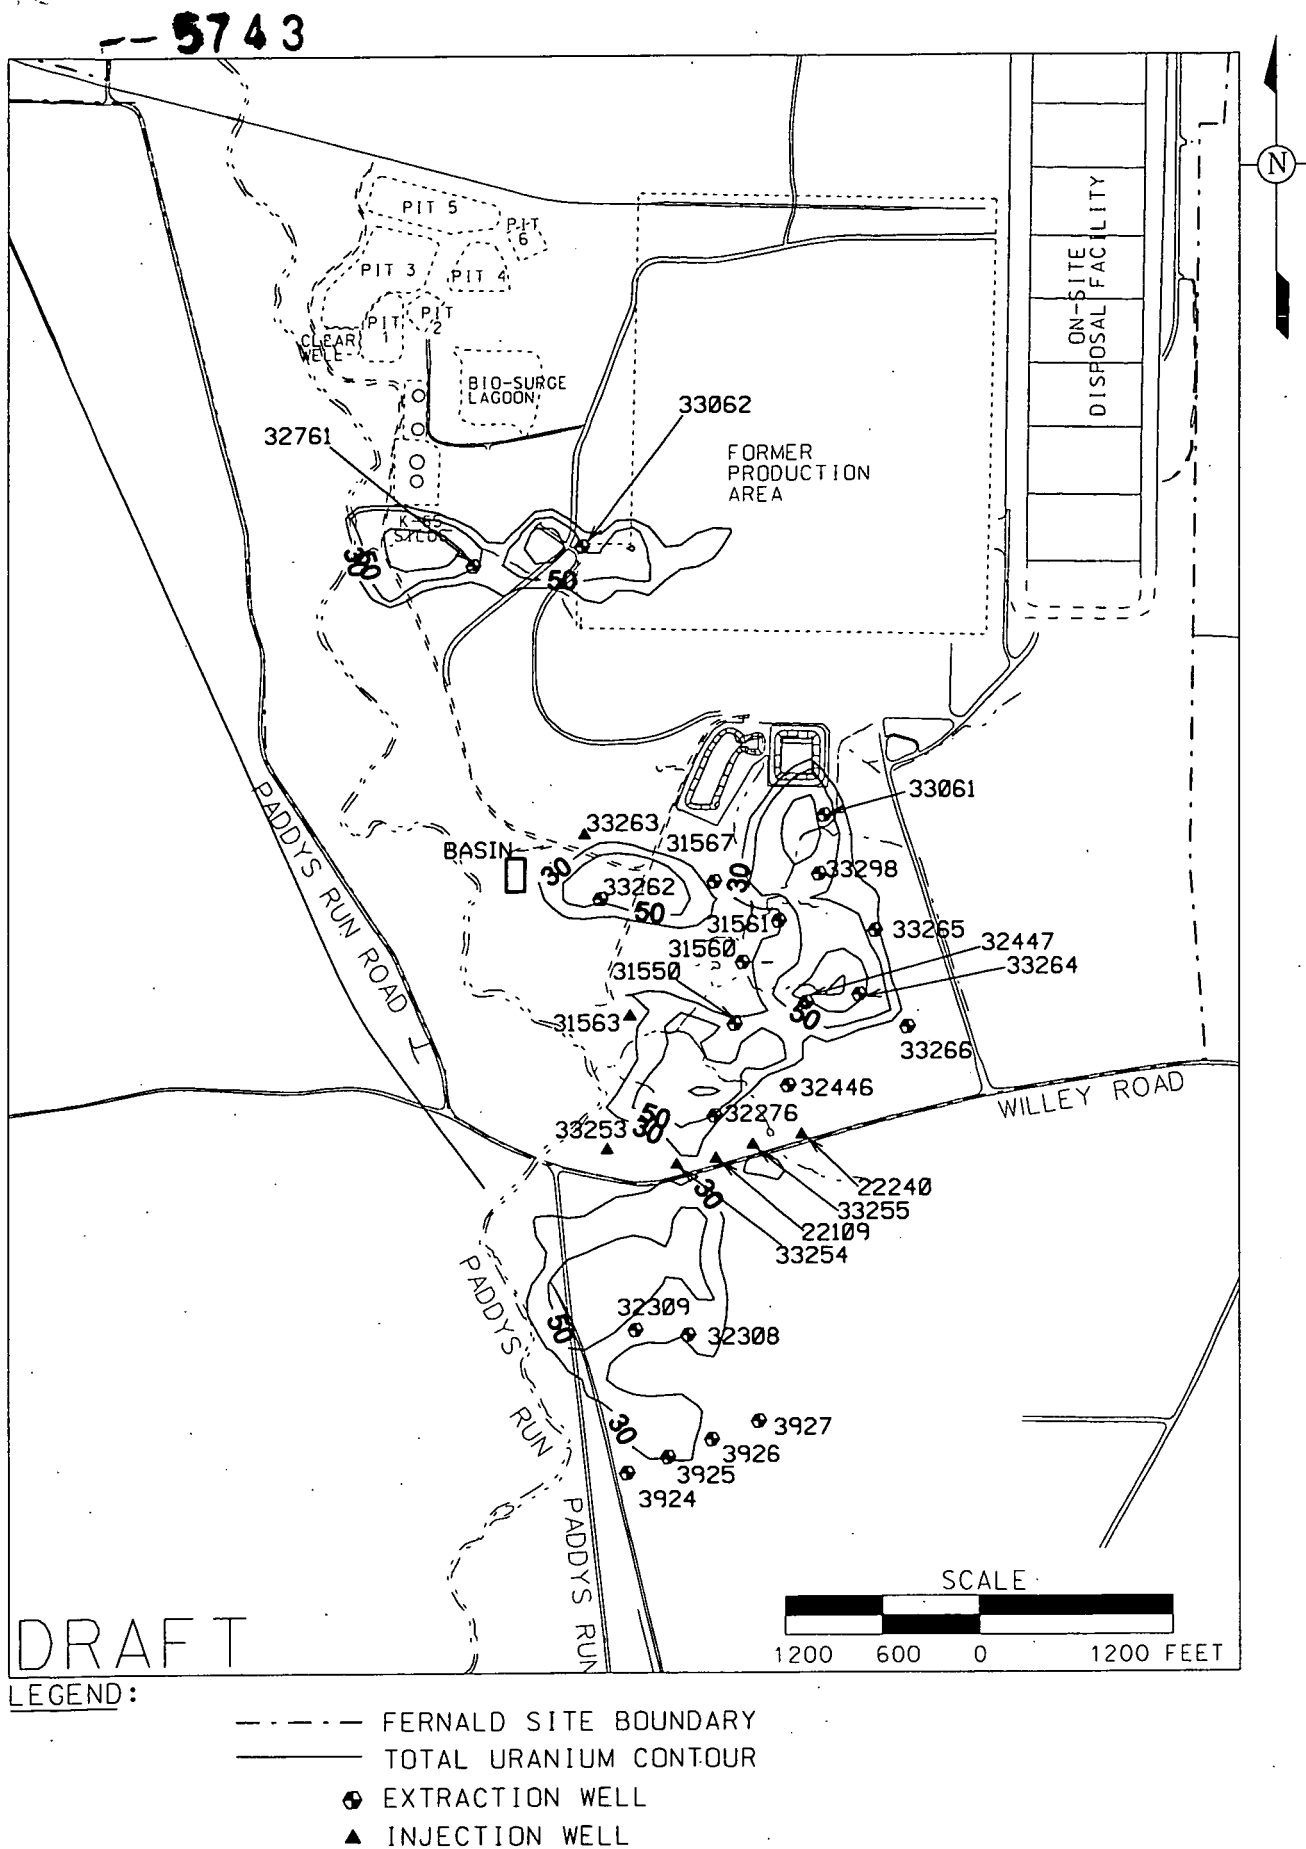 -- 5743
N
PIT 5
PIT
6
PIT 3
PIT 4
PIT
1
PIT
2
CLEAR
WELL
BIO-SURGE
LAGOON
ON-SITE
DISPOSAL FACILITY
33062
32761
FORMER
PRODUCTION
AREA
K-65
SILOS
30
50
50
PADDYS RUN ROAD
33061
33263
31567
BASIN
30
30
33298
33262
50
31561
33265
31560
32447
31550
33264
31563
50
33266
32446
WILLEY ROAD
50
32276
33253
30
22240
30
33255
22109
33254
PADDYS RUN
32309
50
32308
30
3927
3926
3925
3924
PADDYS RUN
SCALE
1200 600 0 1200 FEET
DRAFT
LEGEND:
FERNALD SITE BOUNDARY
TOTAL URANIUM CONTOUR
EXTRACTION WELL
INJECTION WELL